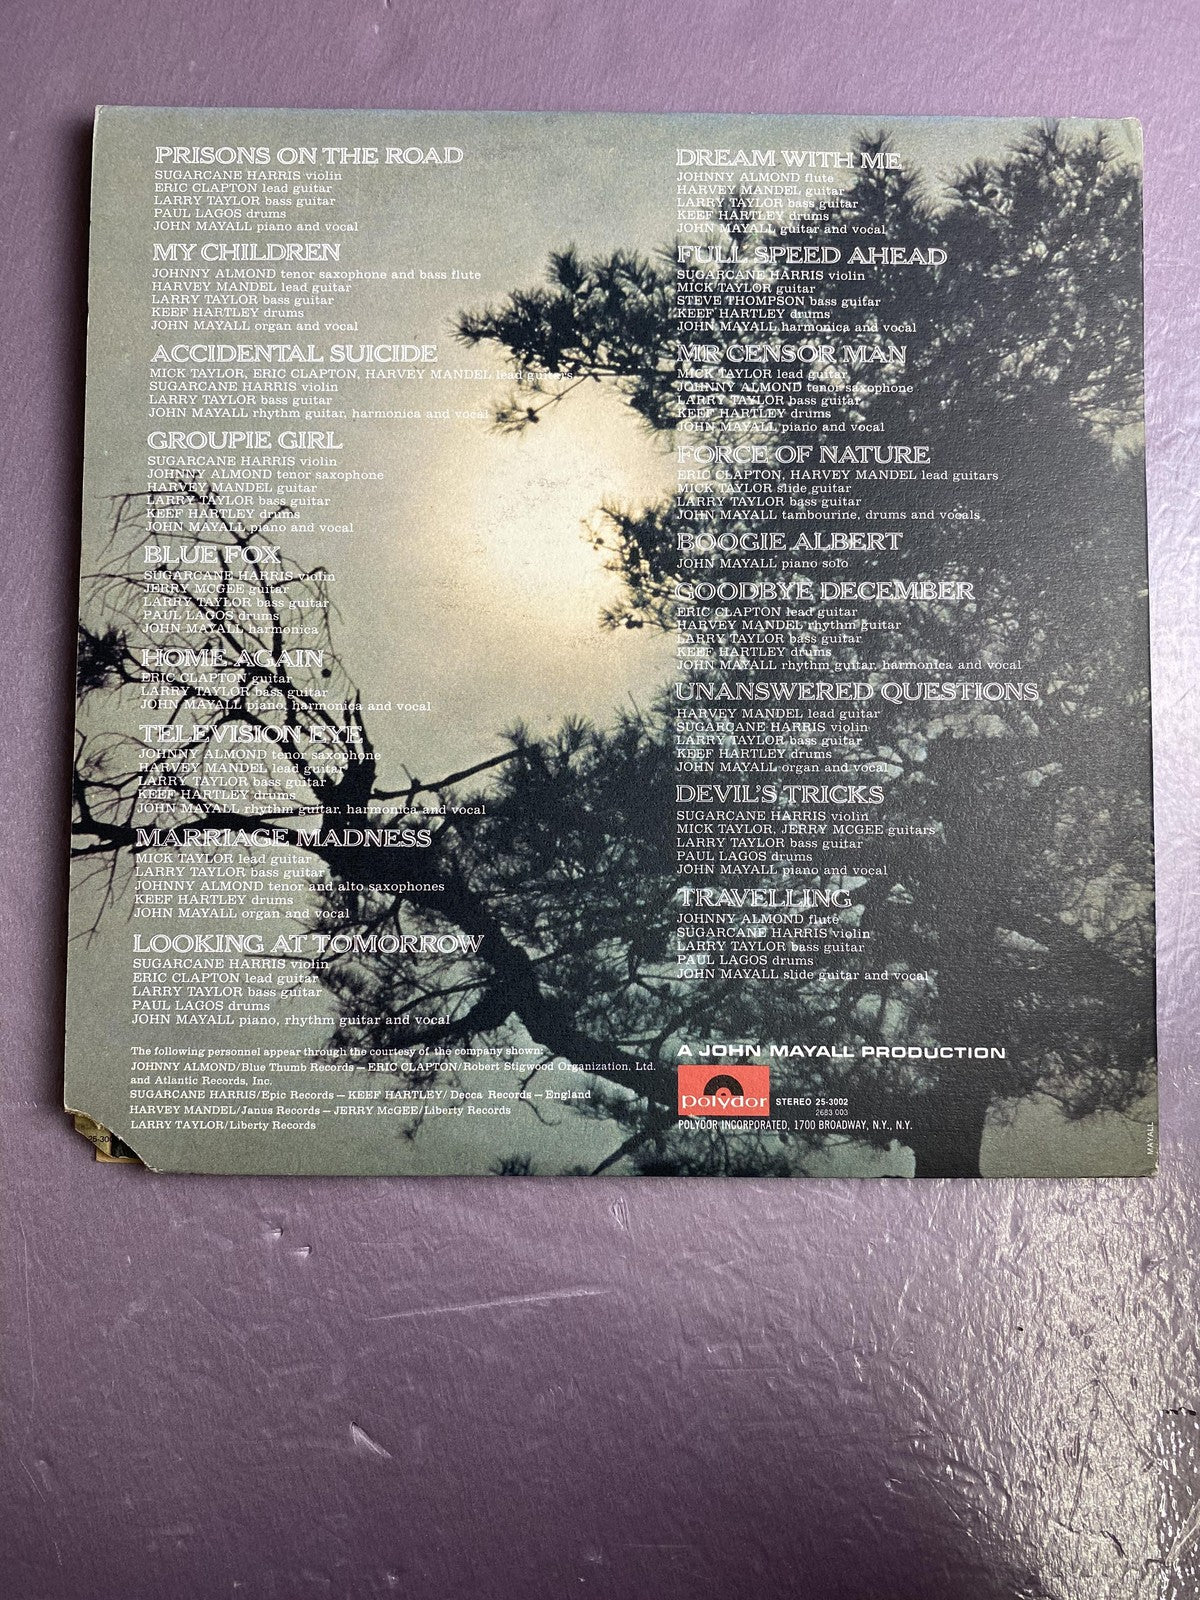 PRISONS ON THE ROAD
SUGARCANE HARRIS violin
ERIC CLAPTON lead guitar
LARRY TAYLOR bass guitar
PAUL LAGOS drums
JOHN MAYALL piano and vocal
MY CHILDREN
JOHNNY ALMOND tenor saxophone and bass flute
HARVEY MANDEL lead guitar
LARRY TAYLOR bass guitar
KEEF HARTLEY drums
JOHN MAYALL organ and vocal
ACCIDENTAL SUICIDE
MICK TAYLOR, ERIC CLAPTON, HARVEY MANDEL lead guitars
SUGARCANE HARRIS violin
LARRY TAYLOR bass guitar
JOHN MAYALL rhythm guitar, harmonica and vocal
GROUPIE GIRL
SUGARCANE HARRIS violin
JOHNNY ALMOND tenor saxophone
HARVEY MANDEL guitar
LARRY TAYLOR bass guitar
KEEF HARTLEY drums
JOHN MAYALL piano and vocal
BLUE FOX
SUGARCANE HARRIS violin
JERRY MCGEE guitar
LARRY TAYLOR bass guitar
PAUL LAGOS drums
JOHN MAYALL harmonica
HOME AGAIN
ERIC CLAPTON guitar
LARRY TAYLOR bass guitar
JOHN MAYALL piano, harmonica and vocal
TELEVISION EYE
JOHNNY ALMOND tenor saxophone
HARVEY MANDEL lead guitar
LARRY TAYLOR bass guitar
KEEF HARTLEY drums
JOHN MAYALL rhythm guitar, harmonica and vocal
MARRIAGE MADNESS
MICK TAYLOR lead guitar
LARRY TAYLOR bass guitar
JOHNNY ALMOND tenor and alto saxophones
KEEF HARTLEY drums
JOHN MAYALL organ and vocal
LOOKING AT TOMORROW
SUGARCANE HARRIS violin
ERIC CLAPTON lead guitar
LARRY TAYLOR bass guitar
PAUL LAGOS drums
JOHN MAYALL piano, rhythm guitar and vocal
The following personnel appear through the courtesy of the company shown:
JOHNNY ALMOND/Blue Thumb Records — ERIC CLAPTON/Robert Stigwood Organization, Ltd.
and Atlantic Records, Inc.
SUGARCANE HARRIS/Epic Records — KEEF HARTLEY/Decca Records — England
HARVEY MANDEL/Janus Records — JERRY McGEE/Liberty Records
LARRY TAYLOR/Liberty Records
DREAM WITH ME
JOHNNY ALMOND flute
HARVEY MANDEL guitar
LARRY TAYLOR bass guitar
KEEF HARTLEY drums
JOHN MAYALL guitar and vocal
FULL SPEED AHEAD
SUGARCANE HARRIS violin
MICK TAYLOR guitar
STEVE THOMPSON bass guitar
KEEF HARTLEY drums
JOHN MAYALL harmonica and vocal
MR CENSOR MAN
MICK TAYLOR lead guitar
JOHNNY ALMOND tenor saxophone
LARRY TAYLOR bass guitar
KEEF HARTLEY drums
JOHN MAYALL piano and vocal
FORCE OF NATURE
ERIC CLAPTON, HARVEY MANDEL lead guitars
MICK TAYLOR slide guitar
LARRY TAYLOR bass guitar
JOHN MAYALL tambourine, drums and vocals
BOOGIE ALBERT
JOHN MAYALL piano solo
GOODBYE DECEMBER
ERIC CLAPTON lead guitar
HARVEY MANDEL rhythm guitar
LARRY TAYLOR bass guitar
KEEF HARTLEY drums
JOHN MAYALL rhythm guitar, harmonica and vocal
UNANSWERED QUESTIONS
HARVEY MANDEL lead guitar
SUGARCANE HARRIS violin
LARRY TAYLOR bass guitar
KEEF HARTLEY drums
JOHN MAYALL organ and vocal
DEVIL'S TRICKS
SUGARCANE HARRIS violin
MICK TAYLOR, JERRY MCGEE guitars
LARRY TAYLOR bass guitar
PAUL LAGOS drums
JOHN MAYALL piano and vocal
TRAVELLING
JOHNNY ALMOND flute
SUGARCANE HARRIS violin
LARRY TAYLOR bass guitar
PAUL LAGOS drums
JOHN MAYALL slide guitar and vocal
A JOHN MAYALL PRODUCTION
polydor STEREO 25-3002
2683 003
POLYDOR INCORPORATED, 1700 BROADWAY, N.Y., N.Y.
MAYALL